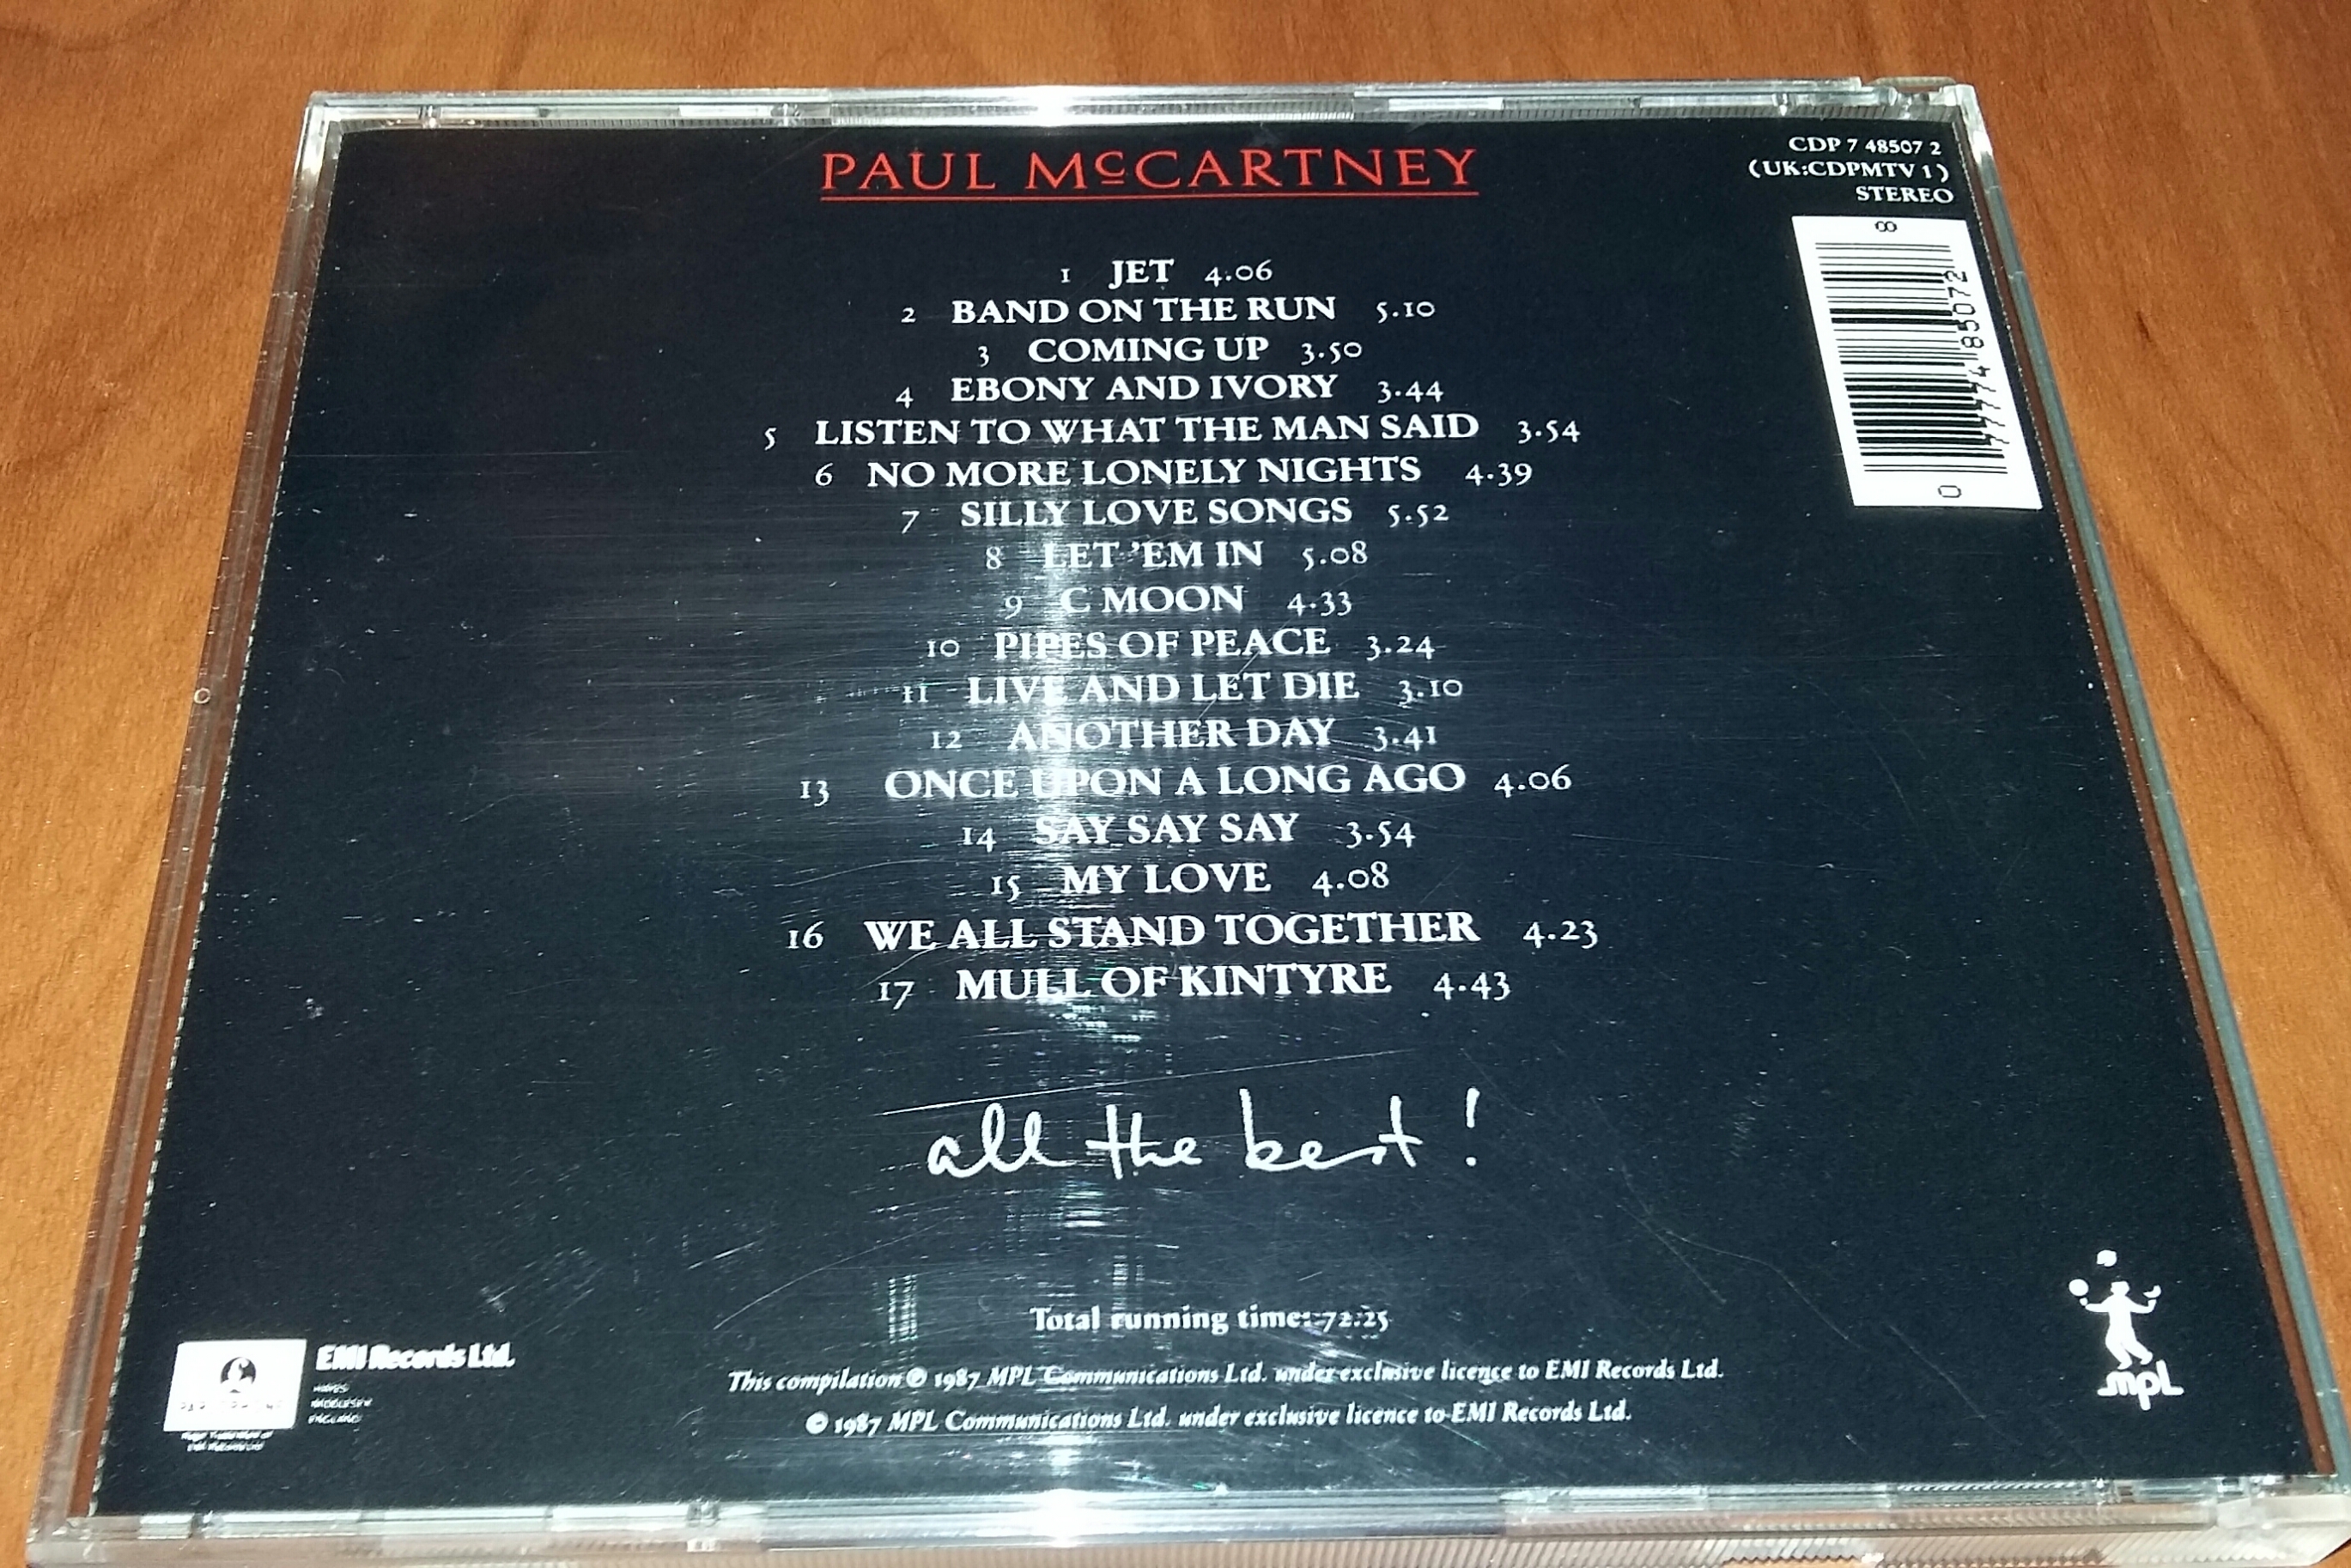 PAUL McCARTNEY
CDP 7 48507 2
(UK:CDPMTV 1)
STEREO
0 77774 85072 8
1 JET 4.06
2 BAND ON THE RUN 5.10
3 COMING UP 3.50
4 EBONY AND IVORY 3.44
5 LISTEN TO WHAT THE MAN SAID 3.54
6 NO MORE LONELY NIGHTS 4.39
7 SILLY LOVE SONGS 5.52
8 LET 'EM IN 5.08
9 C MOON 4.33
10 PIPES OF PEACE 3.24
11 LIVE AND LET DIE 3.10
12 ANOTHER DAY 3.41
13 ONCE UPON A LONG AGO 4.06
14 SAY SAY SAY 3.54
15 MY LOVE 4.08
16 WE ALL STAND TOGETHER 4.23
17 MULL OF KINTYRE 4.43
all the best!
Total running time: 72.25
EMI Records Ltd.
HAYES
MIDDLESEX
ENGLAND
This compilation ℗ 1987 MPL Communications Ltd. under exclusive licence to EMI Records Ltd.
© 1987 MPL Communications Ltd. under exclusive licence to EMI Records Ltd.
mpl